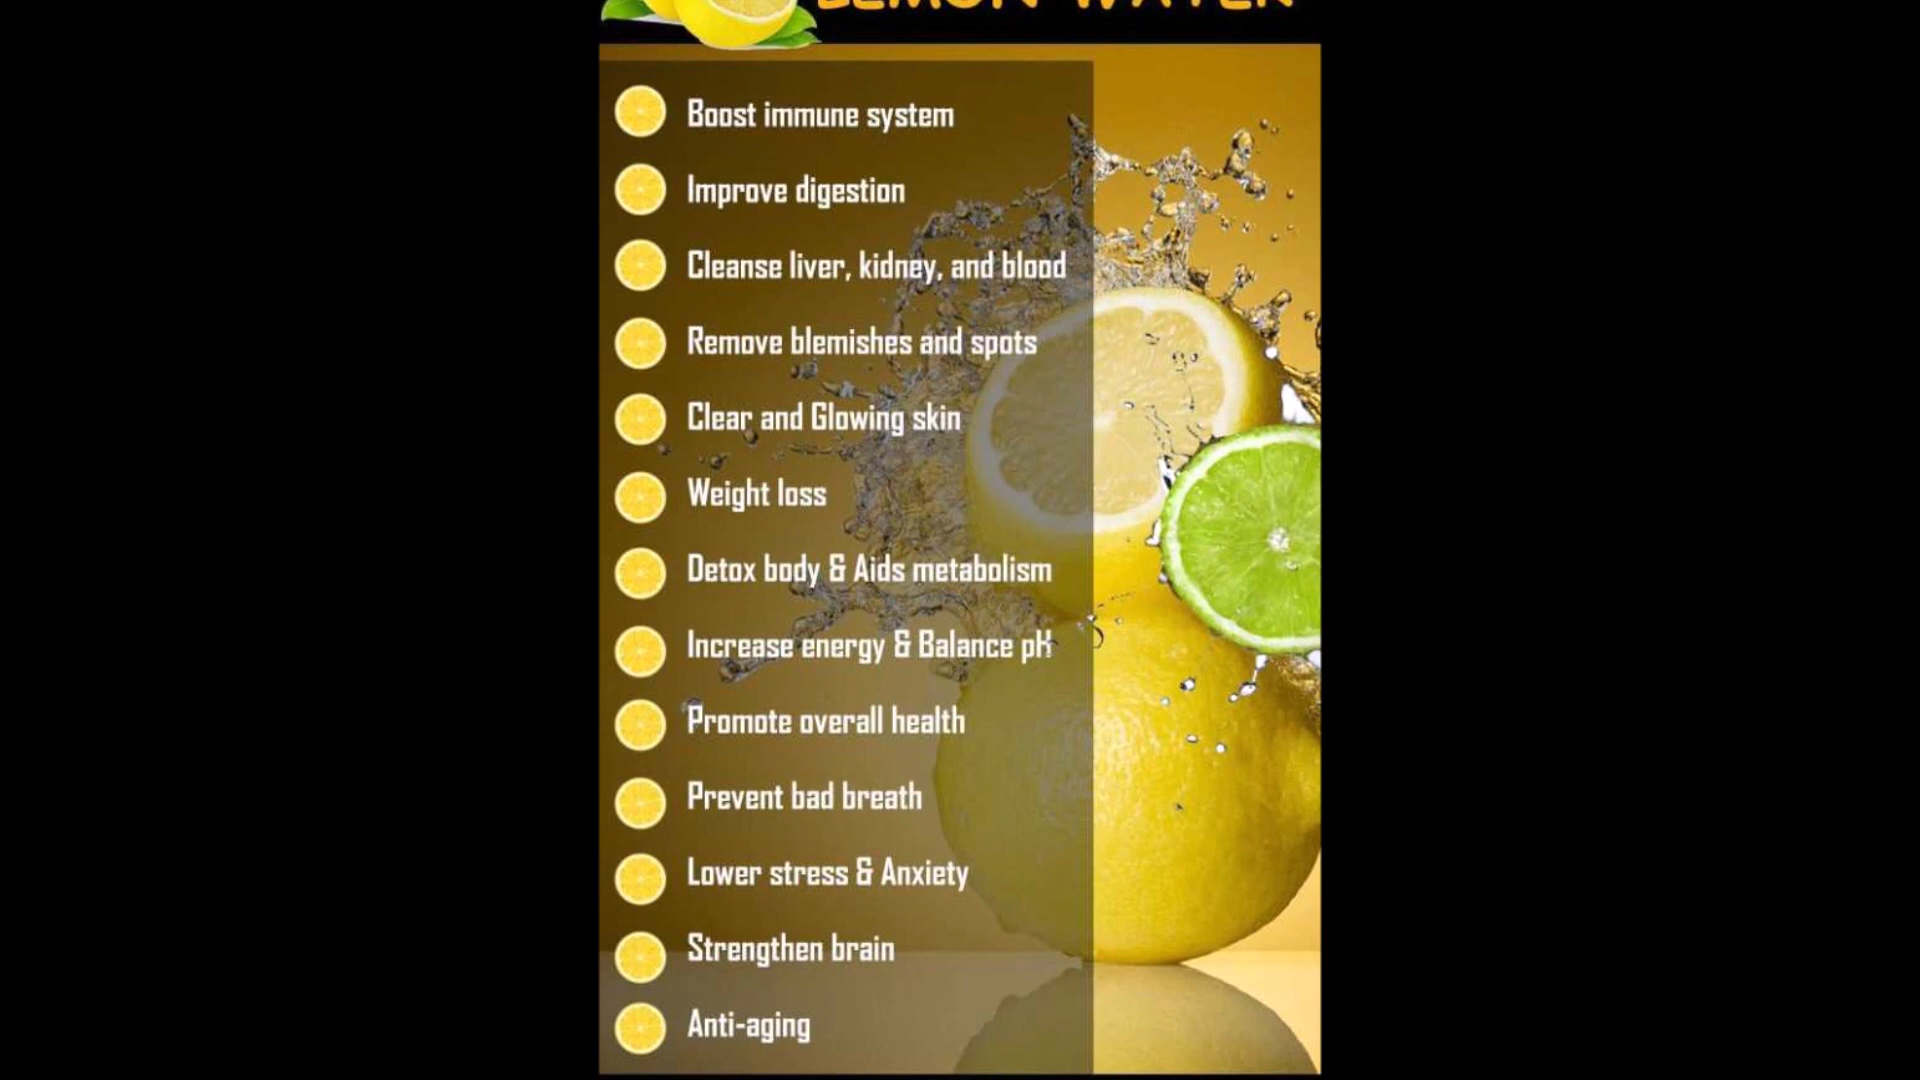 LEMON WATER
Boost immune system
Improve digestion
Cleanse liver, kidney, and blood
Remove blemishes and spots
Clear and Glowing skin
Weight loss
Detox body & Aids metabolism
Increase energy & Balance pH
Promote overall health
Prevent bad breath
Lower stress & Anxiety
Strengthen brain
Anti-aging